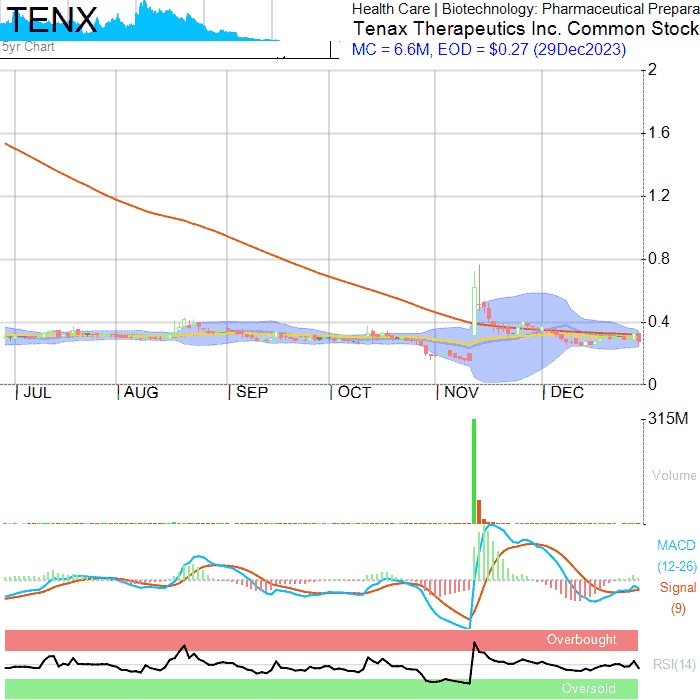 TENX
5yr Chart
Health Care | Biotechnology: Pharmaceutical Prepara
Tenax Therapeutics Inc. Common Stock
MC = 6.6M, EOD = $0.27 (29Dec2023)
2
1.6
1.2
0.8
0.4
0
JUL AUG SEP OCT NOV DEC
315M
Volume
MACD
(12-26)
Signal
(9)
Overbought
RSI(14)
Oversold